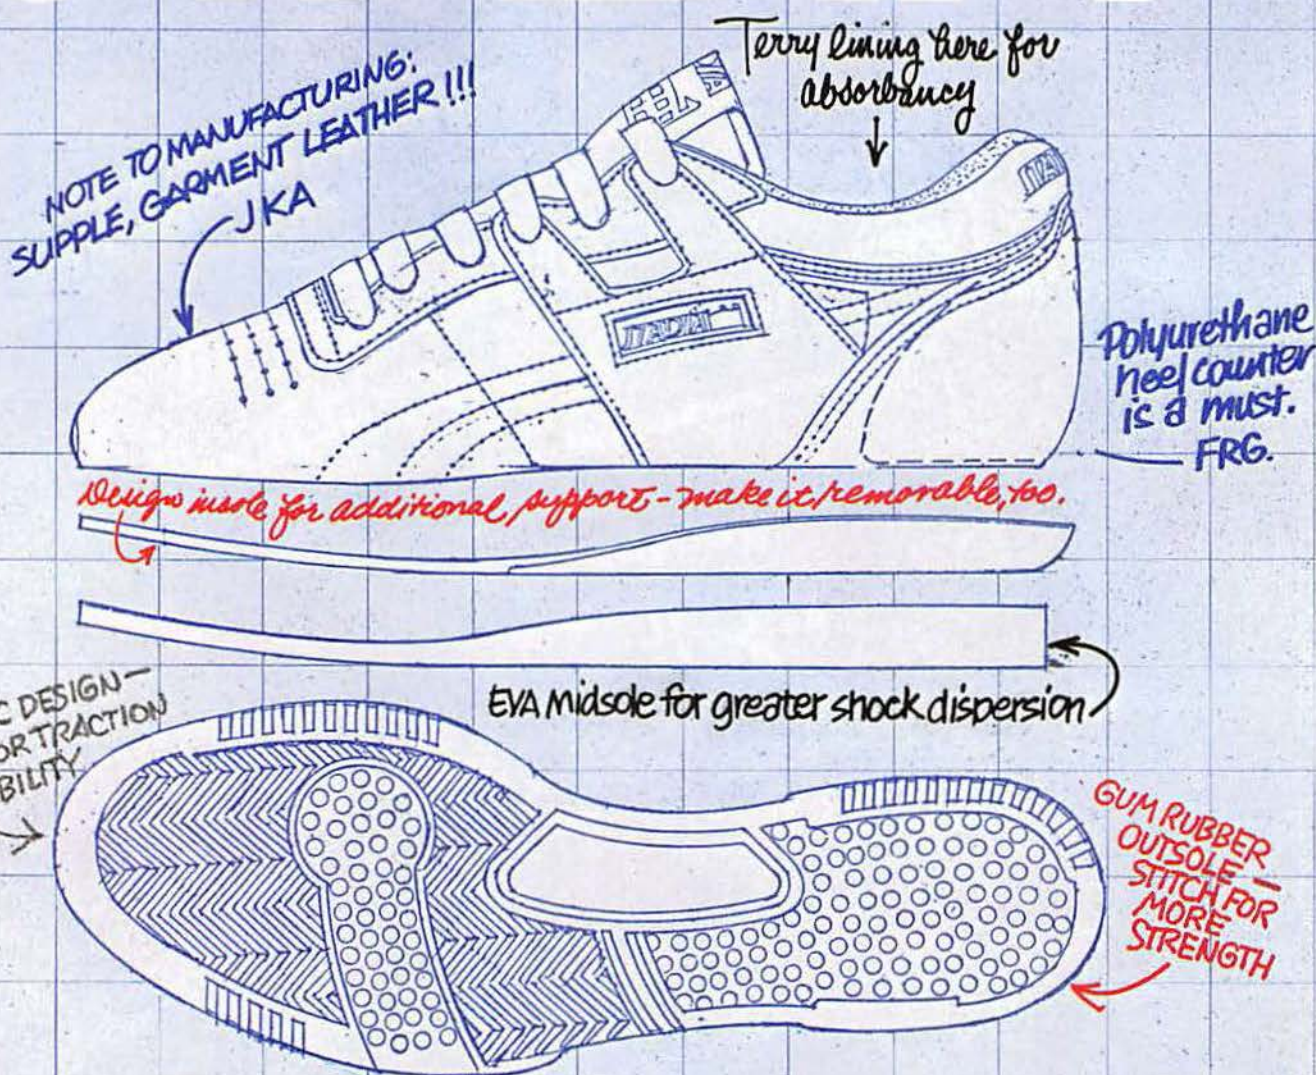 NOTE TO MANUFACTURING:
SUPPLE, GARMENT LEATHER!!!
JKA
Terry lining here for
absorbancy
Polyurethane
heel counter
is a must.
FRG.
Design insole for additional support - make it removable, too.
EVA midsole for greater shock dispersion
C DESIGN —
OR TRACTION
BILITY
GUM RUBBER
OUTSOLE —
STITCH FOR
MORE
STRENGTH